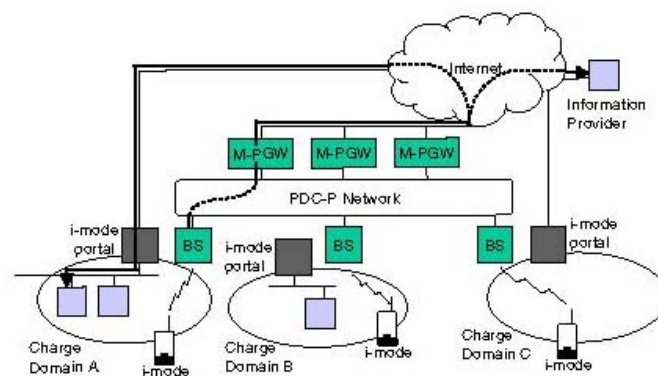 Internet
Information
Provider
M-PGW
M-PGW
M-PGW
PDC-P Network
i-mode
portal
BS
i-mode
portal
BS
BS
i-mode
portal
Charge
Domain A
i-mode
Charge
Domain B
i-mode
Charge
Domain C
i-mode